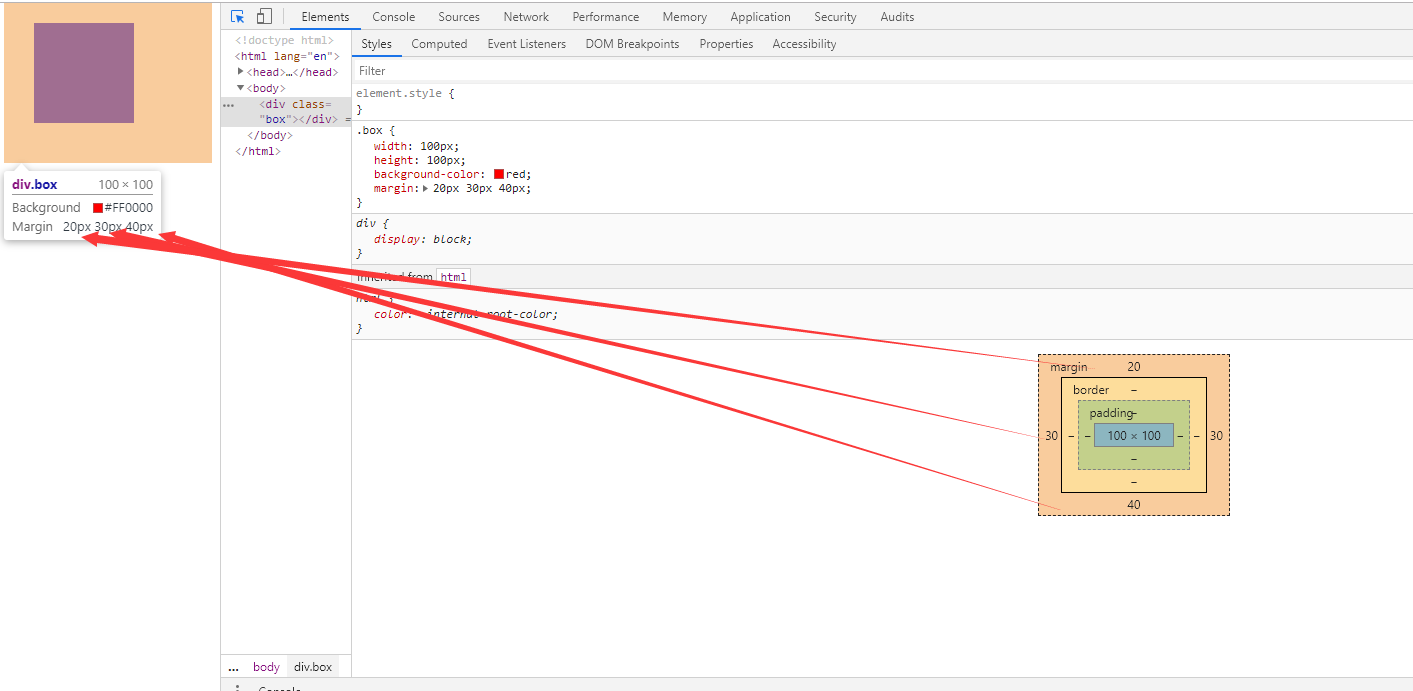 Elements Console Sources Network Performance Memory Application Security Audits
<!doctype html>
<html lang="en">
<head>…</head>
<body>
… <div class=
"box"></div> =
</body>
</html>
Styles Computed Event Listeners DOM Breakpoints Properties Accessibility
Filter
element.style {
}
.box {
width: 100px;
height: 100px;
background-color: red;
margin: 20px 30px 40px;
}
div {
display: block;
}
Inherited from html
html {
color: -internal-root-color;
}
div.box 100 × 100
Background #FF0000
Margin 20px 30px 40px
margin 20
border –
padding –
30 – – 100 × 100 – – 30
–
–
40
... body div.box
Console